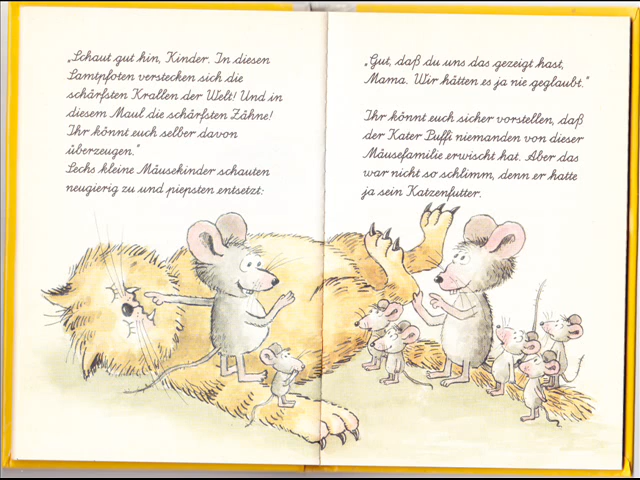 „Schaut gut hin, Kinder. In diesen
Samtpfoten verstecken sich die
schärfsten Krallen der Welt! Und in
diesem Maul die schärfsten Zähne!
Ihr könnt euch selber davon
überzeugen.“
Sechs kleine Mäusekinder schauten
neugierig zu und piepsten entsetzt:
„Gut, daß du uns das gezeigt hast,
Mama. Wir hätten es ja nie geglaubt.“
Ihr könnt euch sicher vorstellen, daß
der Kater Puffi niemanden von dieser
Mäusefamilie erwischt hat. Aber das
war nicht so schlimm, denn er hatte
ja sein Katzenfutter.